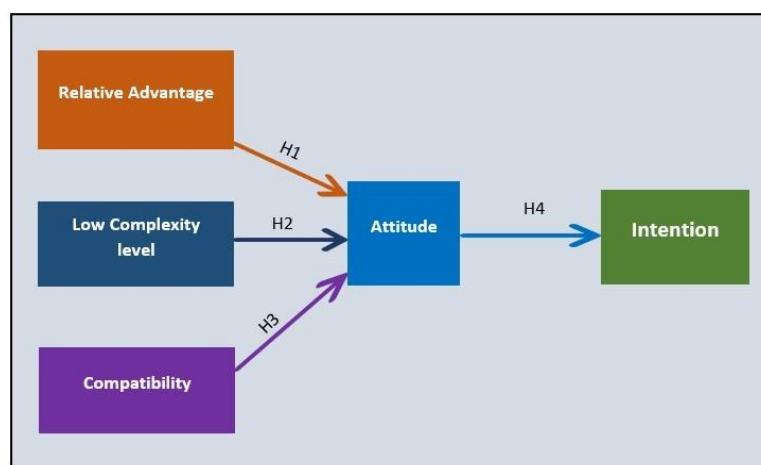 Relative Advantage
H1
Low Complexity
level
H2
Attitude
H4
Intention
H3
Compatibility